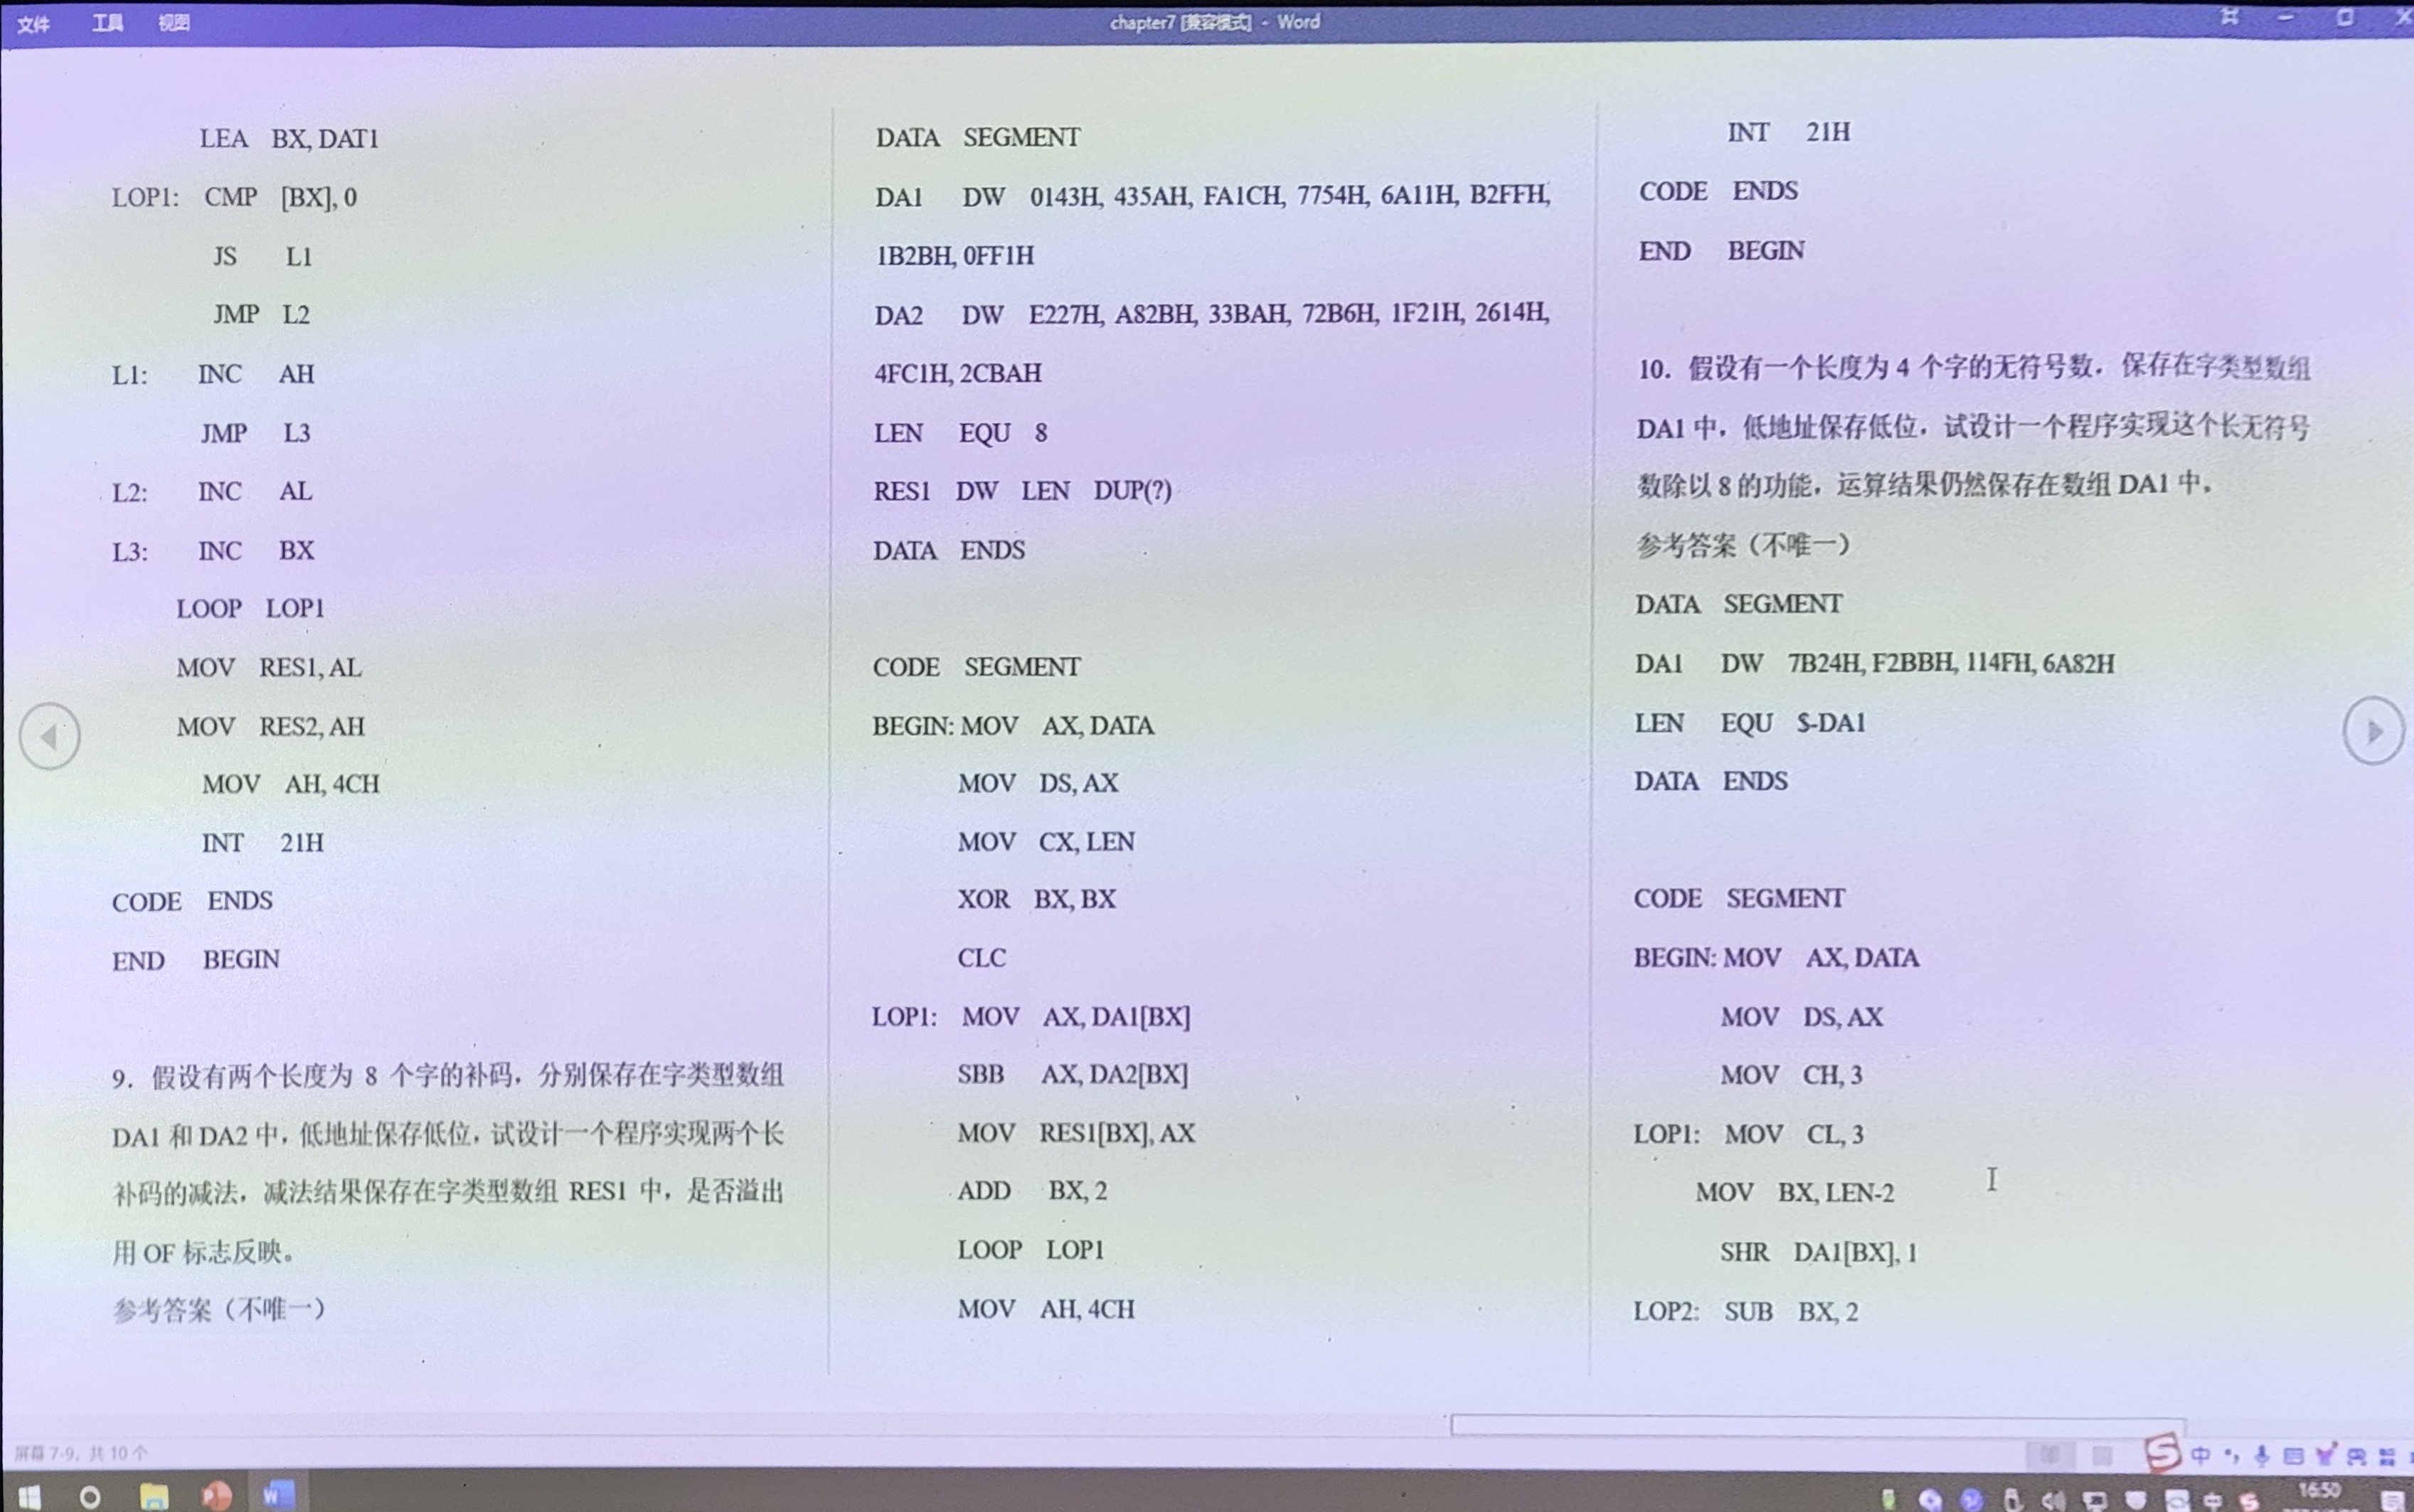 文件 工具 视图
chapter7 [兼容模式] - Word
LEA BX, DAT1
LOP1: CMP [BX], 0
JS L1
JMP L2
L1: INC AH
JMP L3
L2: INC AL
L3: INC BX
LOOP LOP1
MOV RES1, AL
MOV RES2, AH
MOV AH, 4CH
INT 21H
CODE ENDS
END BEGIN
9. 假设有两个长度为 8 个字的补码，分别保存在字类型数组
DA1 和 DA2 中，低地址保存低位，试设计一个程序实现两个长
补码的减法，减法结果保存在字类型数组 RES1 中，是否溢出
用 OF 标志反映。
参考答案（不唯一）
DATA SEGMENT
DA1 DW 0143H, 435AH, FA1CH, 7754H, 6A11H, B2FFH,
1B2BH, 0FF1H
DA2 DW E227H, A82BH, 33BAH, 72B6H, 1F21H, 2614H,
4FC1H, 2CBAH
LEN EQU 8
RES1 DW LEN DUP(?)
DATA ENDS
CODE SEGMENT
BEGIN: MOV AX, DATA
MOV DS, AX
MOV CX, LEN
XOR BX, BX
CLC
LOP1: MOV AX, DA1[BX]
SBB AX, DA2[BX]
MOV RES1[BX], AX
ADD BX, 2
LOOP LOP1
MOV AH, 4CH
INT 21H
CODE ENDS
END BEGIN
10. 假设有一个长度为 4 个字的无符号数，保存在字类型数组
DA1 中，低地址保存低位，试设计一个程序实现这个长无符号
数除以 8 的功能，运算结果仍然保存在数组 DA1 中。
参考答案（不唯一）
DATA SEGMENT
DA1 DW 7B24H, F2BBH, 114FH, 6A82H
LEN EQU $-DA1
DATA ENDS
CODE SEGMENT
BEGIN: MOV AX, DATA
MOV DS, AX
MOV CH, 3
LOP1: MOV CL, 3
MOV BX, LEN-2
SHR DA1[BX], 1
LOP2: SUB BX, 2
屏幕 7-9, 共 10 个
中
中
16:50